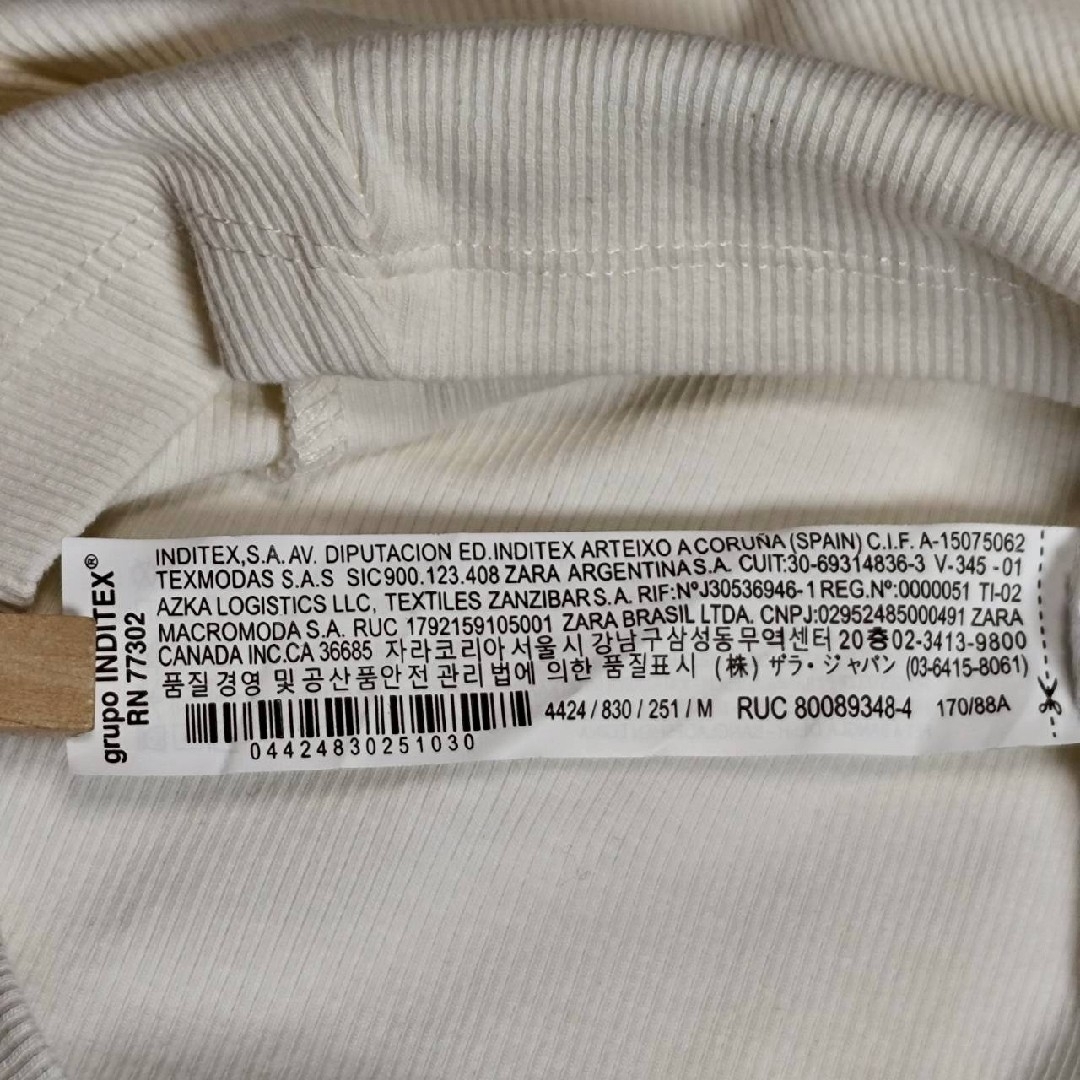 grupo INDITEX®
RN 77302
INDITEX,S.A. AV. DIPUTACION ED.INDITEX ARTEIXO A CORUÑA (SPAIN) C.I.F. A-15075062
TEXMODAS S.A.S SIC 900.123.408 ZARA ARGENTINA S.A. CUIT:30-69314836-3 V-345 -01
AZKA LOGISTICS LLC, TEXTILES ZANZIBAR S.A. RIF:NºJ30536946-1 REG.Nº:0000051 TI-02
MACROMODA S.A. RUC 1792159105001 ZARA BRASIL LTDA. CNPJ:02952485000491 ZARA
CANADA INC.CA 36685 자라코리아 서울시 강남구삼성동무역센터 20층02-3413-9800
품질 경영 및 공산품안전 관리 법에 의한 품질표시 (株) ザラ・ジャパン (03-6415-8061)
4424 / 830 / 251 / M RUC 80089348-4 170/88A
04424830251030